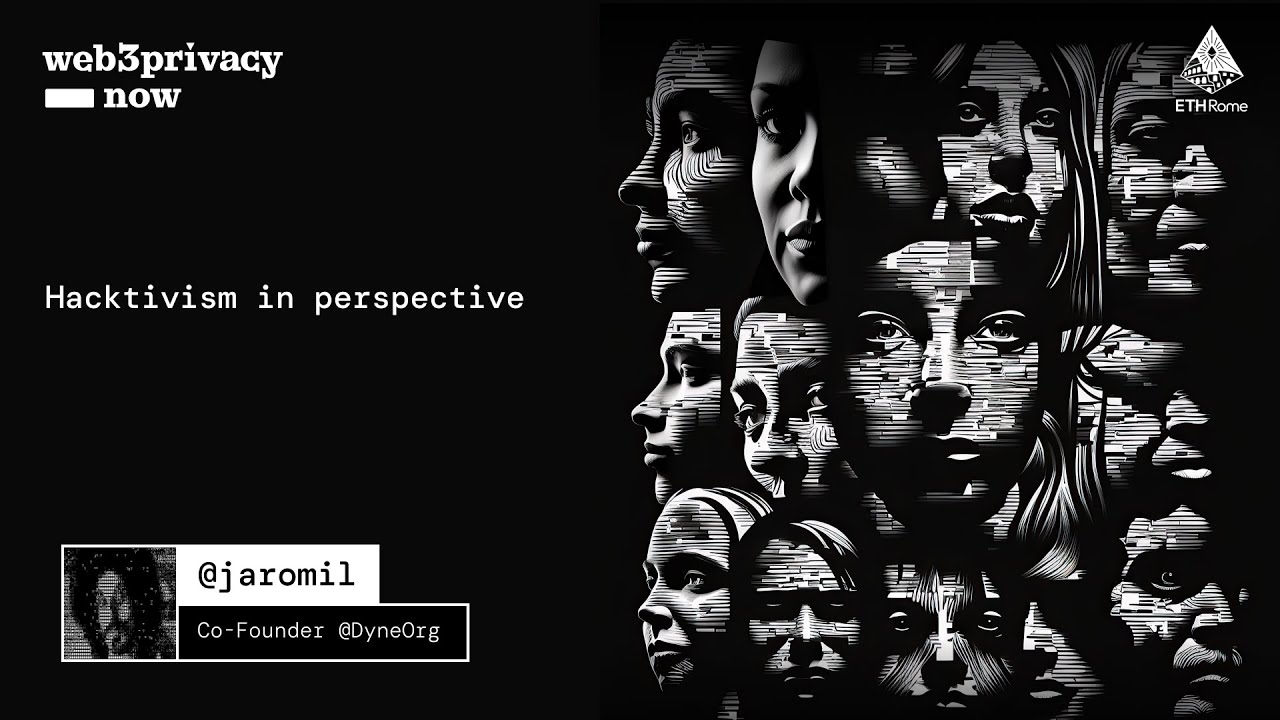 web3privacy
now
ETHRome
Hacktivism in perspective
@jaromil
Co-Founder @DyneOrg